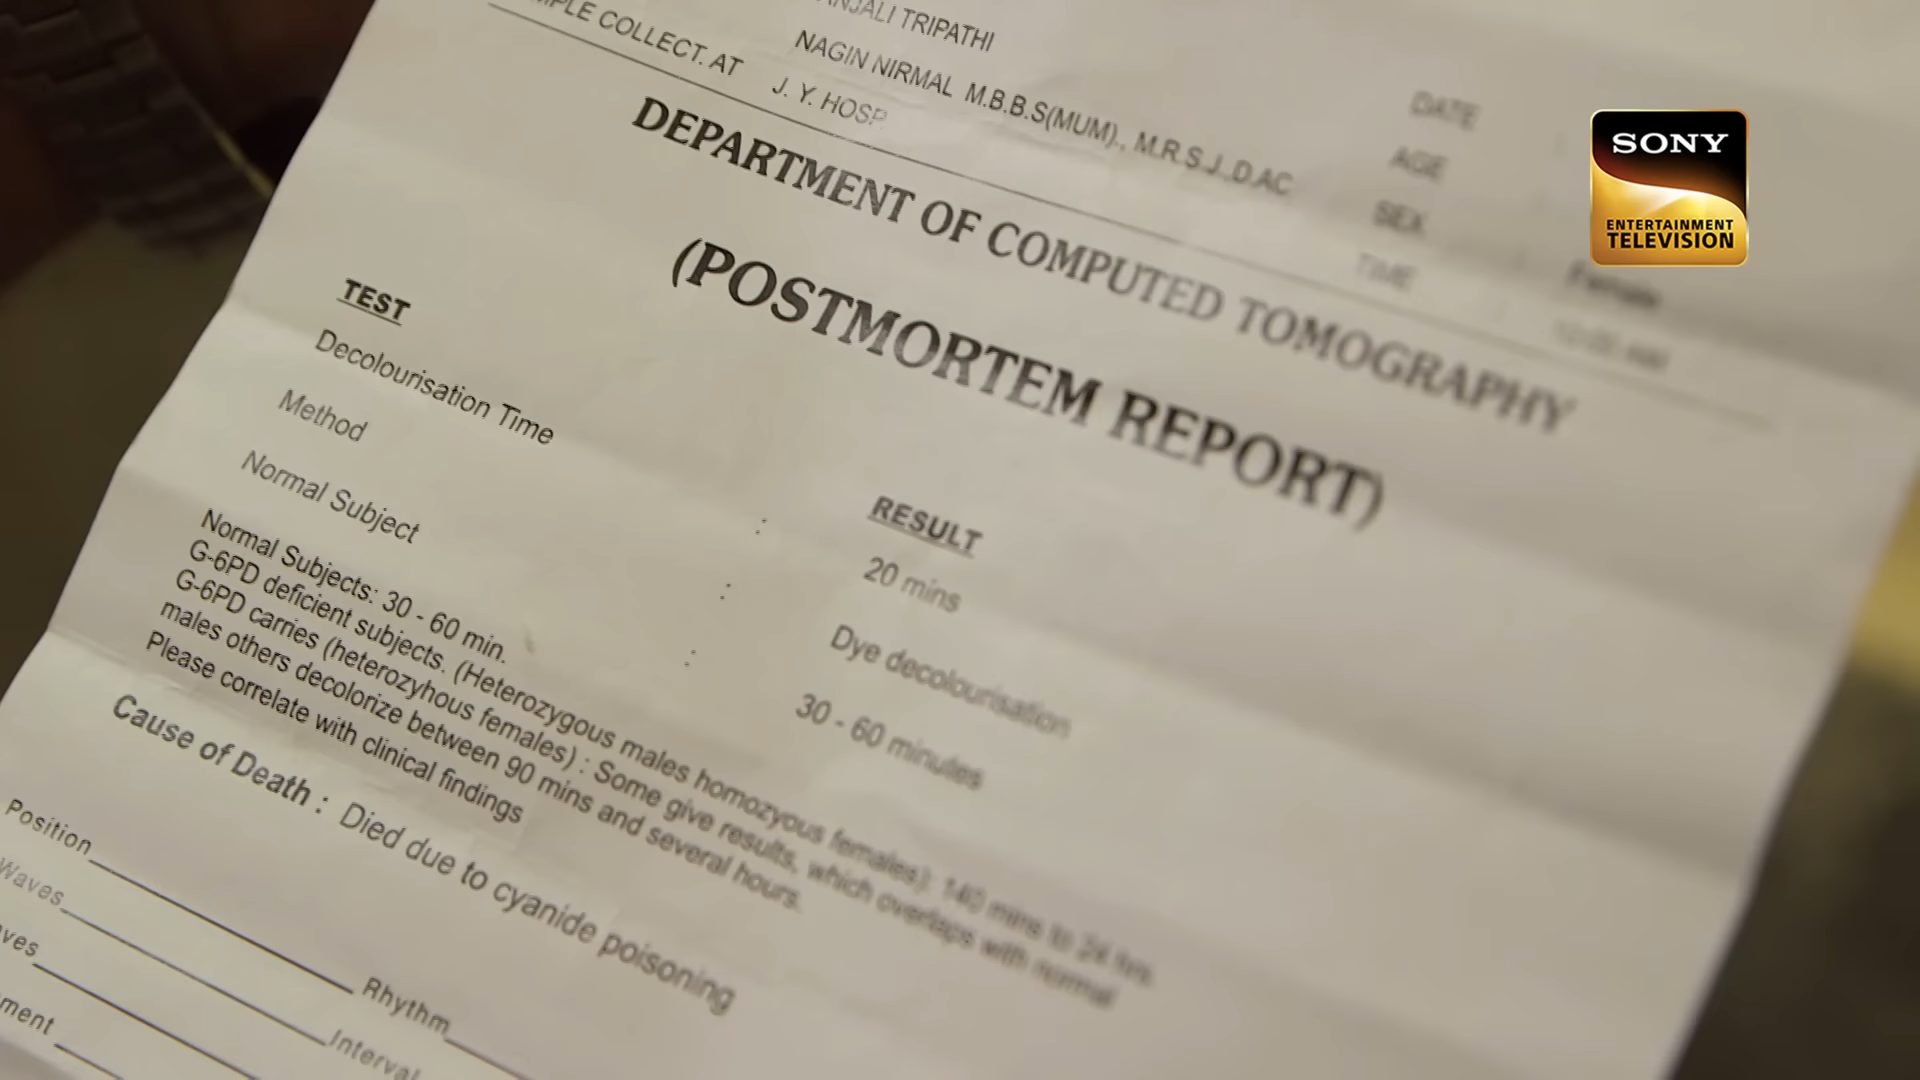 ANJALI TRIPATHI
NAGIN NIRMAL M.B.B.S(MUM)., M.R.S.J..D.AC
COLLECT. AT J. Y. HOSP
DATE
AGE
SEX : Female
TIME :
SONY
ENTERTAINMENT
TELEVISION
DEPARTMENT OF COMPUTED TOMOGRAPHY
(POSTMORTEM REPORT)
TEST RESULT
Decolourisation Time : 20 mins
Method : Dye decolourisation
Normal Subject : 30 - 60 minutes
Normal Subjects: 30 - 60 min.
G-6PD deficient subjects. (Heterozygous males homozyous females): 140 mins to 24 hrs.
G-6PD carries (heterozyhous females) : Some give results, which overlaps with normal
males others decolorize between 90 mins and several hours.
Please correlate with clinical findings
Cause of Death : Died due to cyanide poisoning
Position Rhythm
Waves Interval